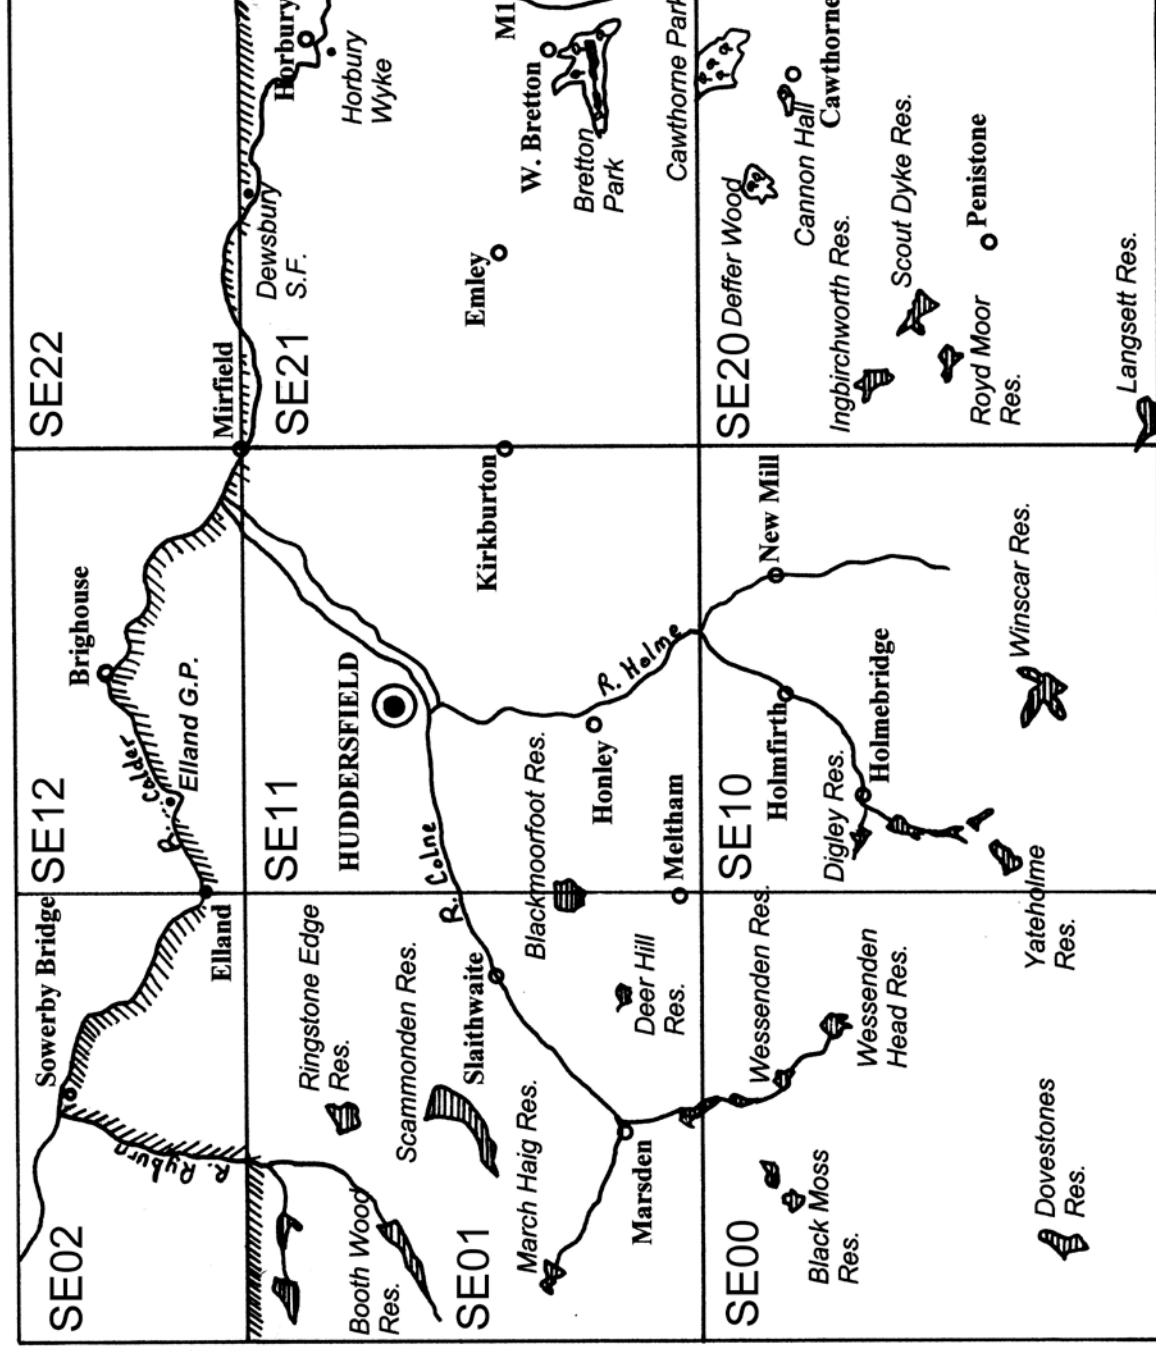 SE02
Sowerby Bridge
R. Ryburn
Elland
SE12
R. Calder
Elland G.P.
Brighouse
SE22
Mirfield
Dewsbury
S.F.
Horbury
Horbury
Wyke
SE01
Booth Wood
Res.
Ringstone Edge
Res.
Scammonden Res.
Slaithwaite
March Haig Res.
Marsden
Deer Hill
Res.
Blackmoorfoot Res.
R. Colne
SE11
HUDDERSFIELD
Honley
Meltham
R. Holme
Kirkburton
SE21
Emley
W. Bretton
Bretton
Park
M1
SE00
Black Moss
Res.
Wessenden Res.
Wessenden
Head Res.
Dovestones
Res.
SE10
Holmfirth
Digley Res.
Holmebridge
New Mill
Yateholme
Res.
Winscar Res.
SE20
Deffer Wood
Cawthorne Park
Cannon Hall
Cawthorne
Ingbirchworth Res.
Scout Dyke Res.
Royd Moor
Res.
Penistone
Langsett Res.